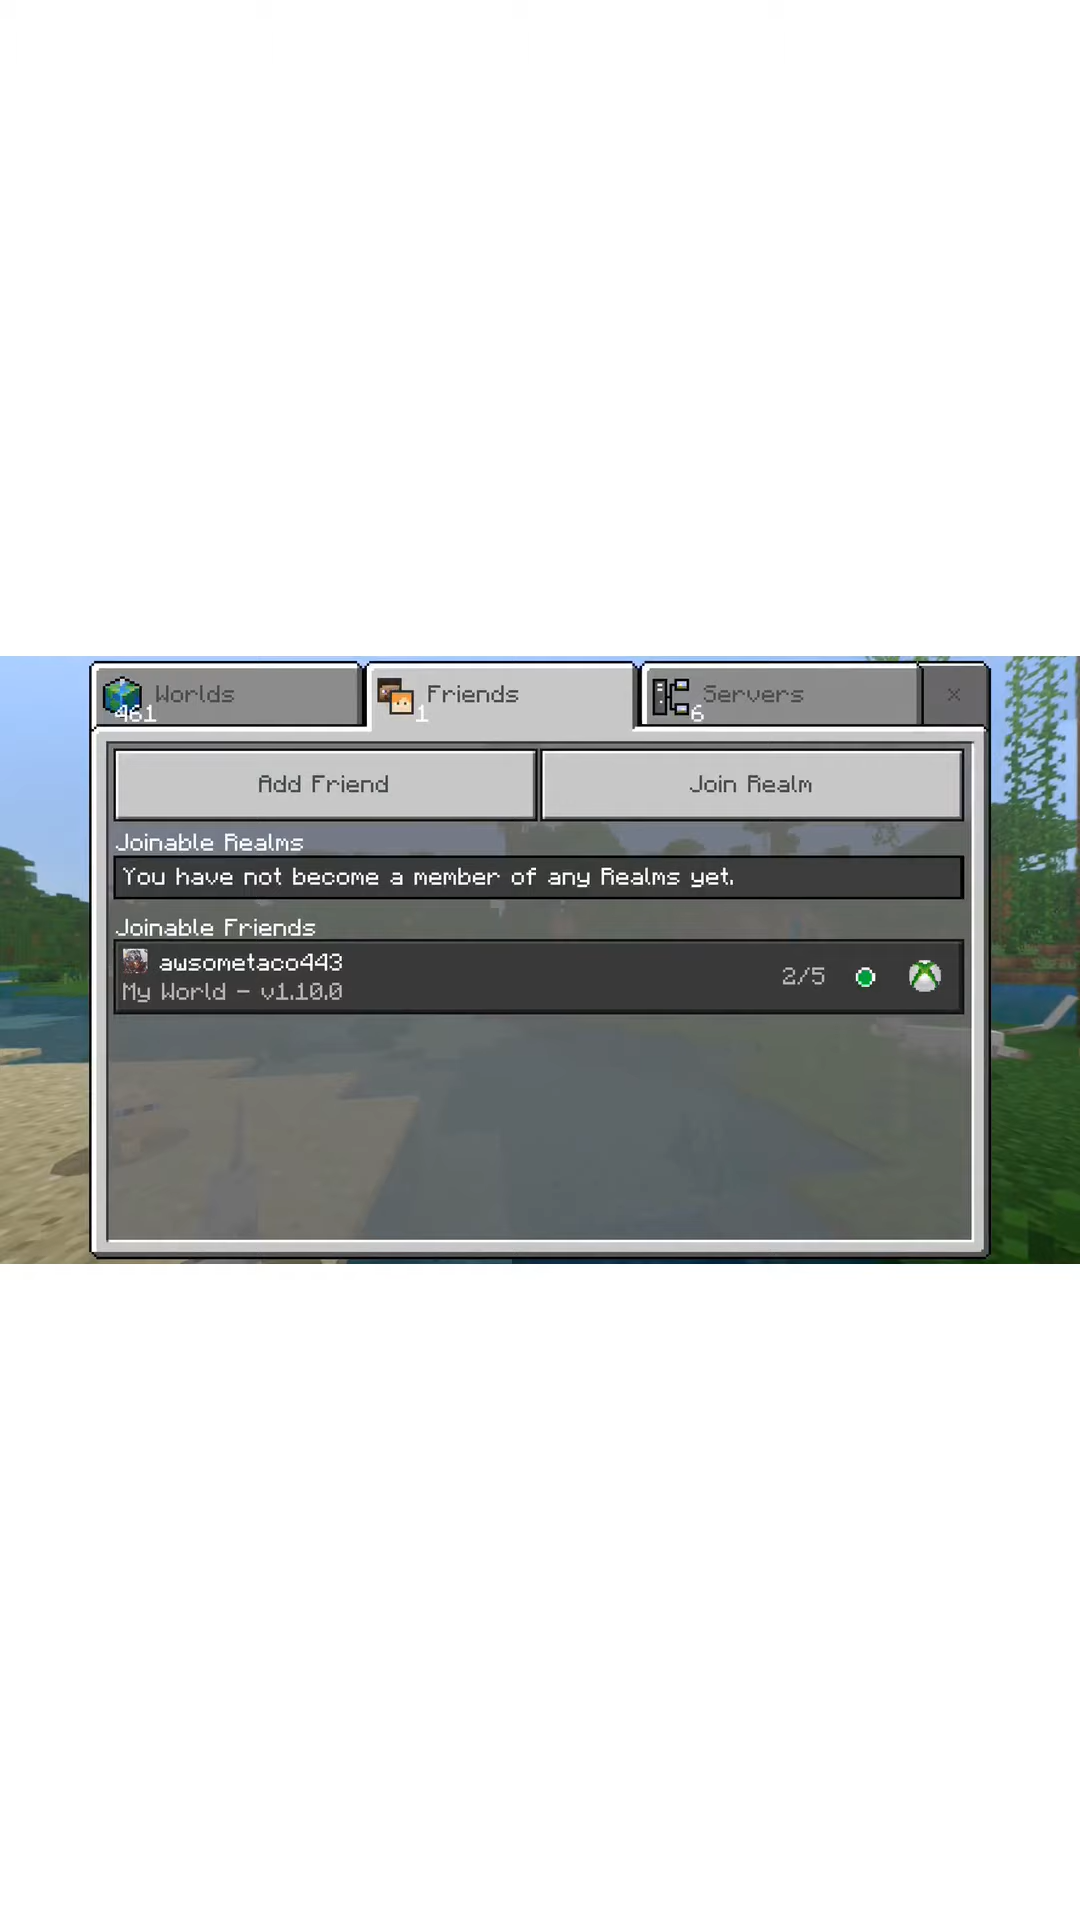 Worlds
461
Friends
1
Servers
6
Add Friend
Join Realm
Joinable Realms
You have not become a member of any Realms yet.
Joinable Friends
awsometaco443
2/5
My World - v1.10.0